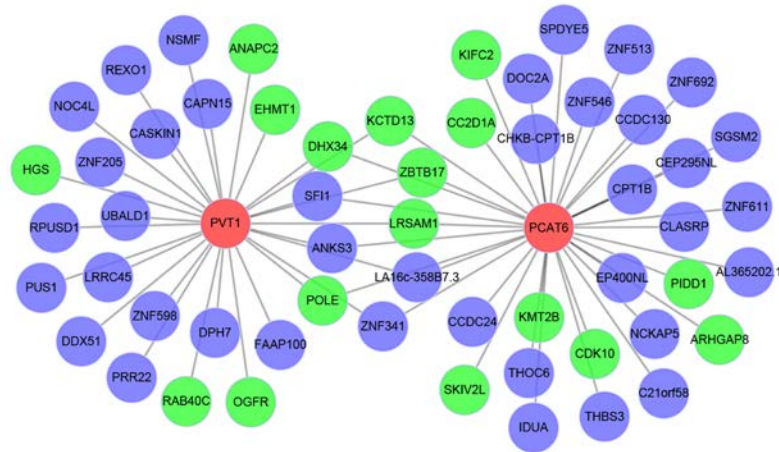 SPDYE5
NSMF
ANAPC2
KIFC2
ZNF513
REXO1
DOC2A
ZNF692
NOC4L
CAPN15
EHMT1
ZNF546
CASKIN1
KCTD13
CC2D1A
CCDC130
CHKB-CPT1B
SGSM2
DHX34
ZNF205
HGS
ZBTB17
CEP295NL
SFI1
CPT1B
RPUSD1
UBALD1
PVT1
LRSAM1
PCAT6
CLASRP
ZNF611
ANKS3
PUS1
LRRC45
LA16c-358B7.3
EP400NL
PIDD1
AL365202.1
POLE
ZNF598
DPH7
ZNF341
CCDC24
KMT2B
NCKAP5
ARHGAP8
DDX51
FAAP100
CDK10
PRR22
THOC6
RAB40C
OGFR
SKIV2L
C21orf58
IDUA
THBS3